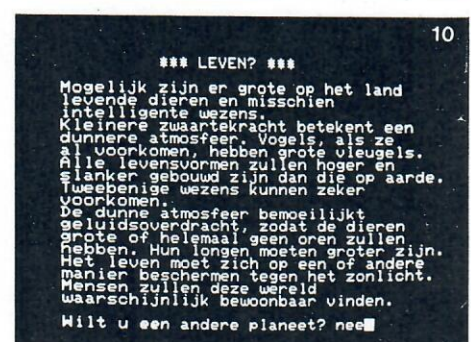 10
*** LEVEN? ***
Mogelijk zijn er grote op het land
levende dieren en misschien
intelligente wezens.
Kleinere zwaartekracht betekent een
dunnere atmosfeer. Vogels, als ze
al voorkomen, hebben grote vleugels.
Alle levensvormen zullen hoger en
slanker gebouwd zijn dan die op aarde.
Tweebenige wezens kunnen zeker
voorkomen.
De dunne atmosfeer bemoeilijkt
geluidsoverdracht, zodat de dieren
grote of helemaal geen oren zullen
hebben. Hun longen moeten groter zijn.
Het leven moet zich op een of andere
manier beschermen tegen het zonlicht.
Mensen zullen deze wereld
waarschijnlijk bewoonbaar vinden.
Wilt u een andere planeet? nee